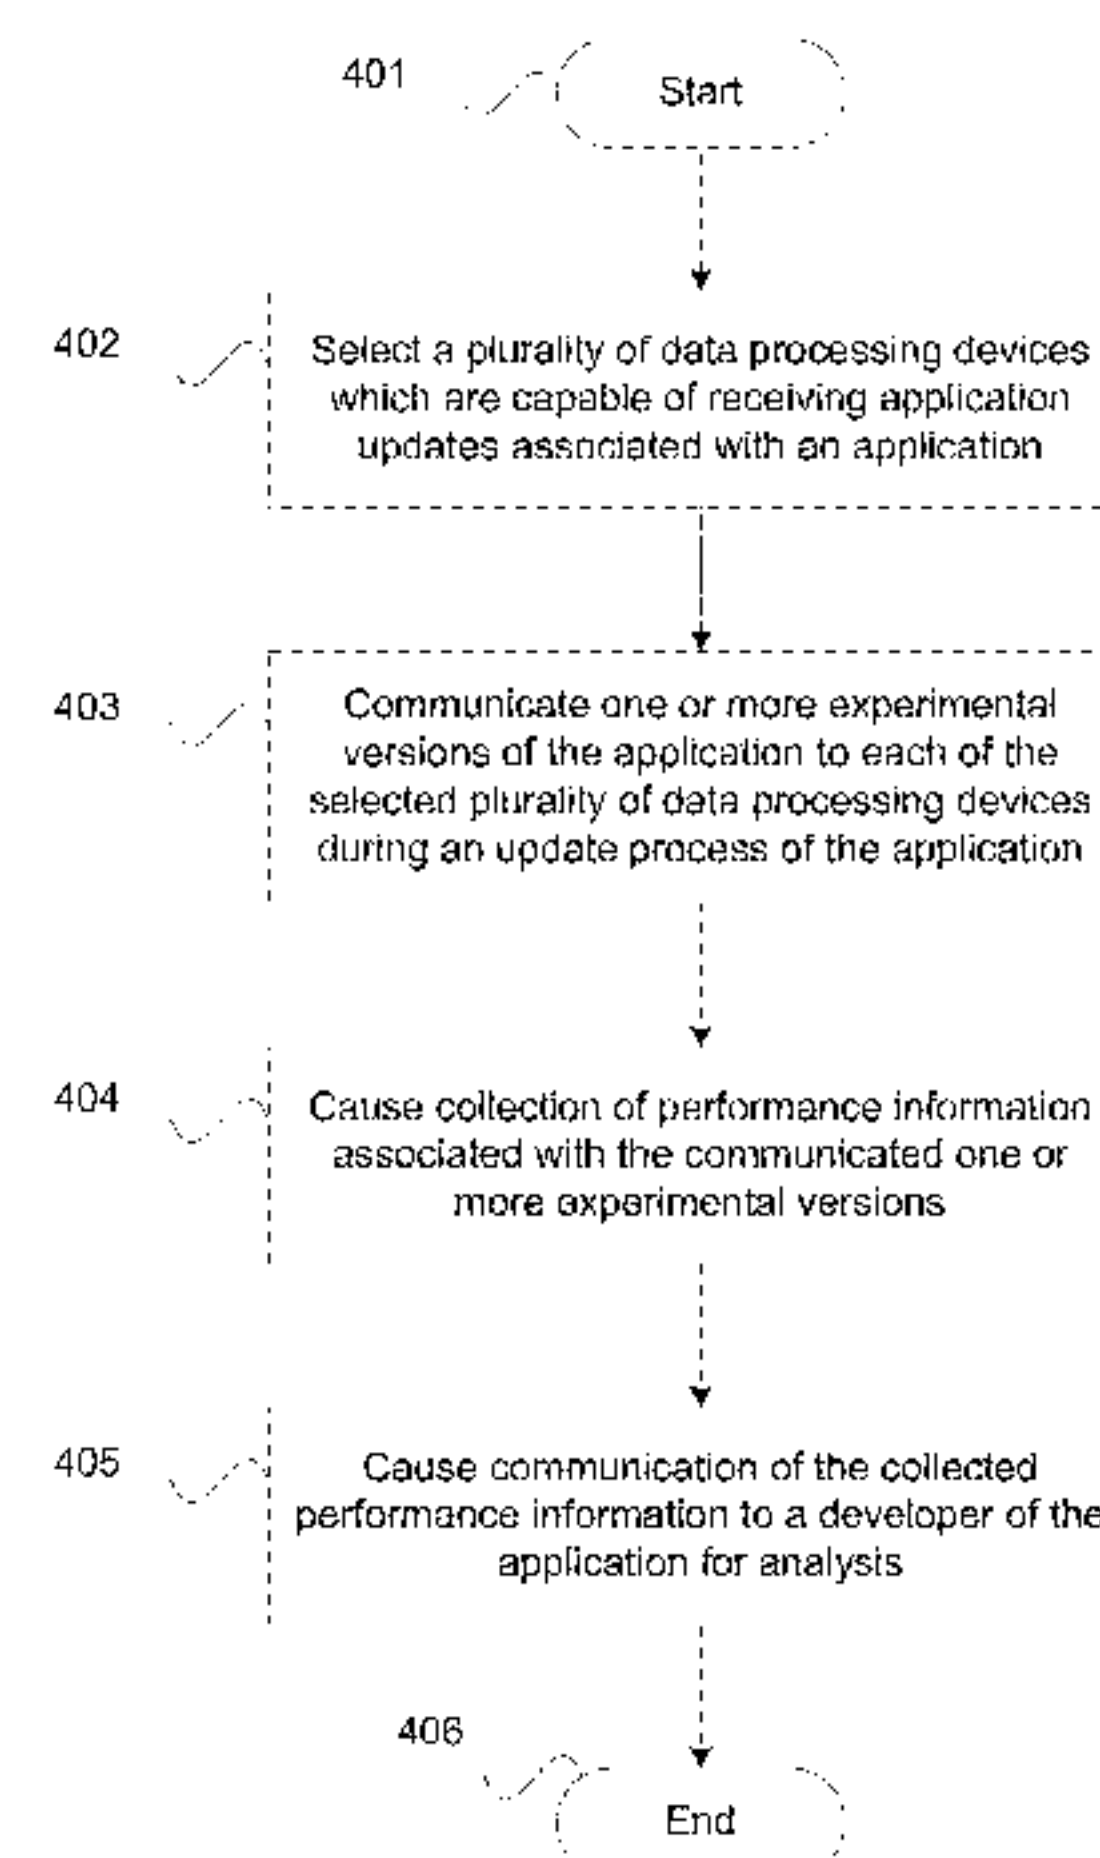 401
Start
402
Select a plurality of data processing devices
which are capable of receiving application
updates associated with an application
403
Communicate one or more experimental
versions of the application to each of the
selected plurality of data processing devices
during an update process of the application
404
Cause collection of performance information
associated with the communicated one or
more experimental versions
405
Cause communication of the collected
performance information to a developer of the
application for analysis
406
End